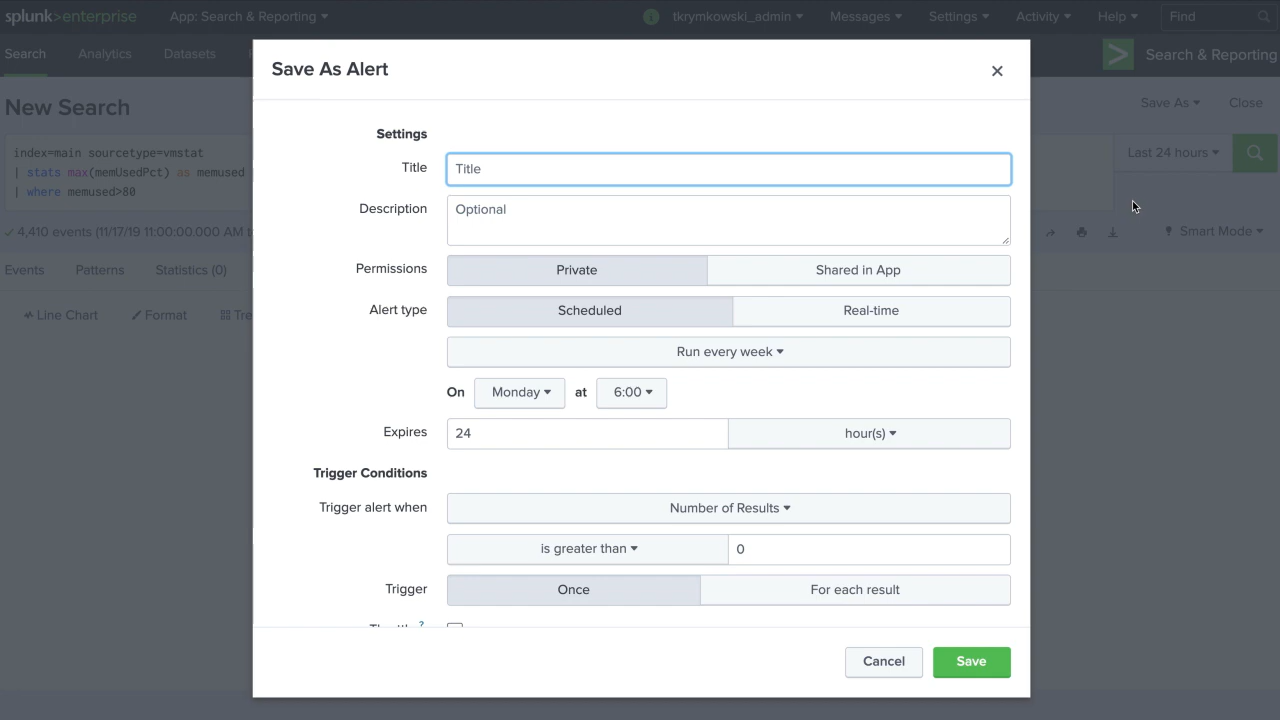 splunk>enterprise App: Search & Reporting tkrymkowski_admin Messages Settings Activity Help Find
Search Analytics Datasets Search & Reporting
Save As Alert
New Search Save As Close
Settings
index=main sourcetype=vmstat
| stats max(memUsedPct) as memused
| where memused>80
Last 24 hours
Title Title
Description Optional
4,410 events (11/17/19 11:00:00.000 AM
Smart Mode
Events Patterns Statistics (0)
Permissions Private Shared in App
Line Chart Format
Alert type Scheduled Real-time
Run every week
On Monday at 6:00
Expires 24 hour(s)
Trigger Conditions
Trigger alert when Number of Results
is greater than 0
Trigger Once For each result
?
Cancel Save